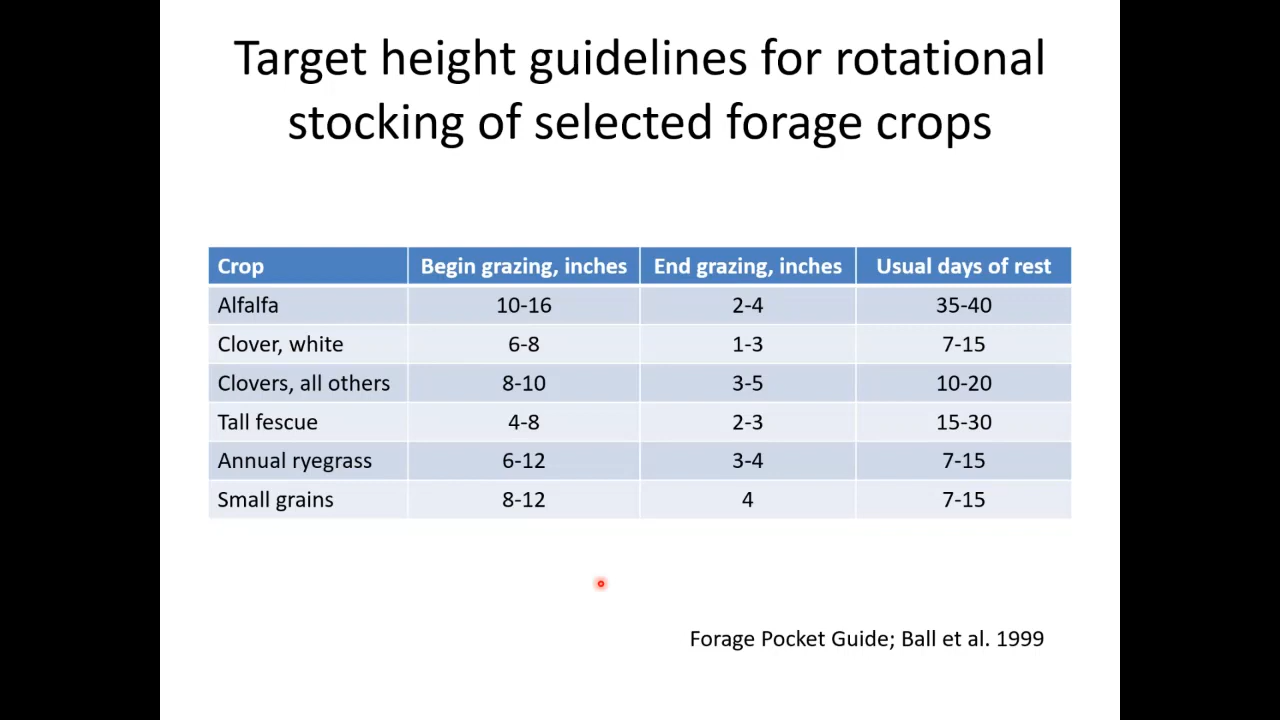 Target height guidelines for rotational
stocking of selected forage crops
Crop Begin grazing, inches End grazing, inches Usual days of rest
Alfalfa 10-16 2-4 35-40
Clover, white 6-8 1-3 7-15
Clovers, all others 8-10 3-5 10-20
Tall fescue 4-8 2-3 15-30
Annual ryegrass 6-12 3-4 7-15
Small grains 8-12 4 7-15
Forage Pocket Guide; Ball et al. 1999